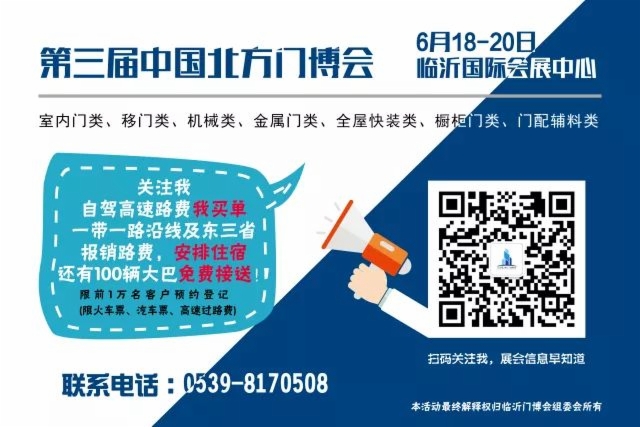 第三届中国北方门博会
6月18-20日
临沂国际会展中心
室内门类、移门类、机械类、金属门类、全屋快装类、橱柜门类、门配辅料类
关注我
自驾高速路费我买单
一带一路沿线及东三省
报销路费，安排住宿
还有100辆大巴免费接送！
限前1万名客户预约登记
(限火车票、汽车票、高速过路费)
扫码关注我，展会信息早知道
联系电话：0539-8170508
本活动最终解释权归临沂门博会组委会所有